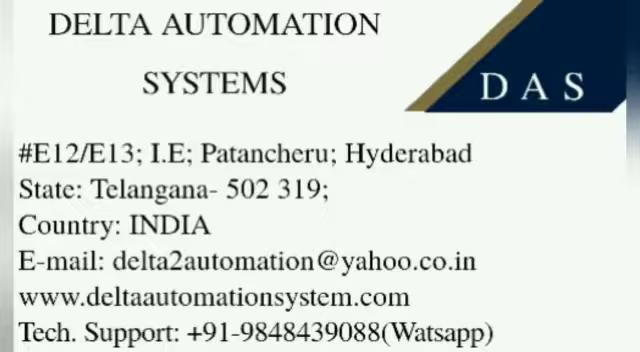 DELTA AUTOMATION
SYSTEMS
D A S
#E12/E13; I.E; Patancheru; Hyderabad
State: Telangana- 502 319;
Country: INDIA
E-mail: delta2automation@yahoo.co.in
www.deltaautomationsystem.com
Tech. Support: +91-9848439088(Watsapp)